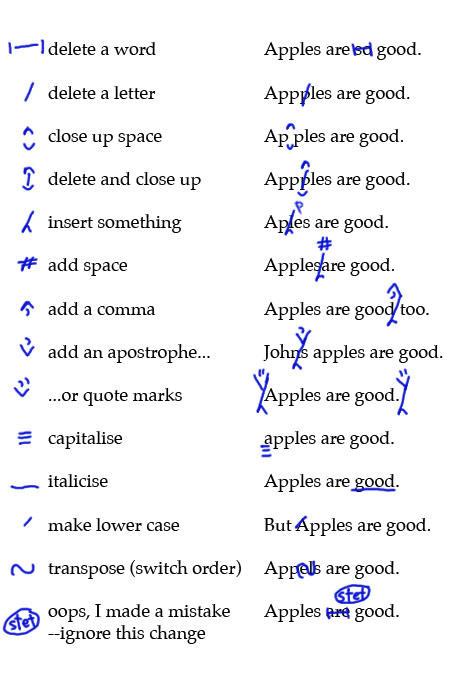 delete a word Apples are so good.
delete a letter Appples are good.
close up space Ap ples are good.
delete and close up Appples are good.
p
insert something Aples are good.
#
# add space Applesare good.
add a comma Apples are good too.
add an apostrophe... Johns apples are good.
...or quote marks Apples are good.
capitalise apples are good.
italicise Apples are good.
make lower case But Apples are good.
transpose (switch order) Appels are good.
stet
stet oops, I made a mistake Apples are good.
--ignore this change